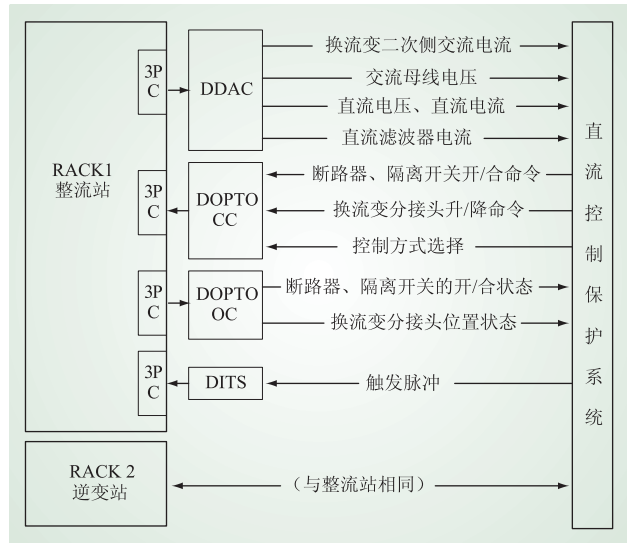 RACK1
整流站
3P
C
DDAC
换流变二次侧交流电流
交流母线电压
直流电压、直流电流
直流滤波器电流
3P
C
DOPTO
CC
断路器、隔离开关开/合命令
换流变分接头升/降命令
控制方式选择
3P
C
DOPTO
OC
断路器、隔离开关的开/合状态
换流变分接头位置状态
3P
C
DITS
触发脉冲
RACK 2
逆变站
（与整流站相同）
直流控制保护系统